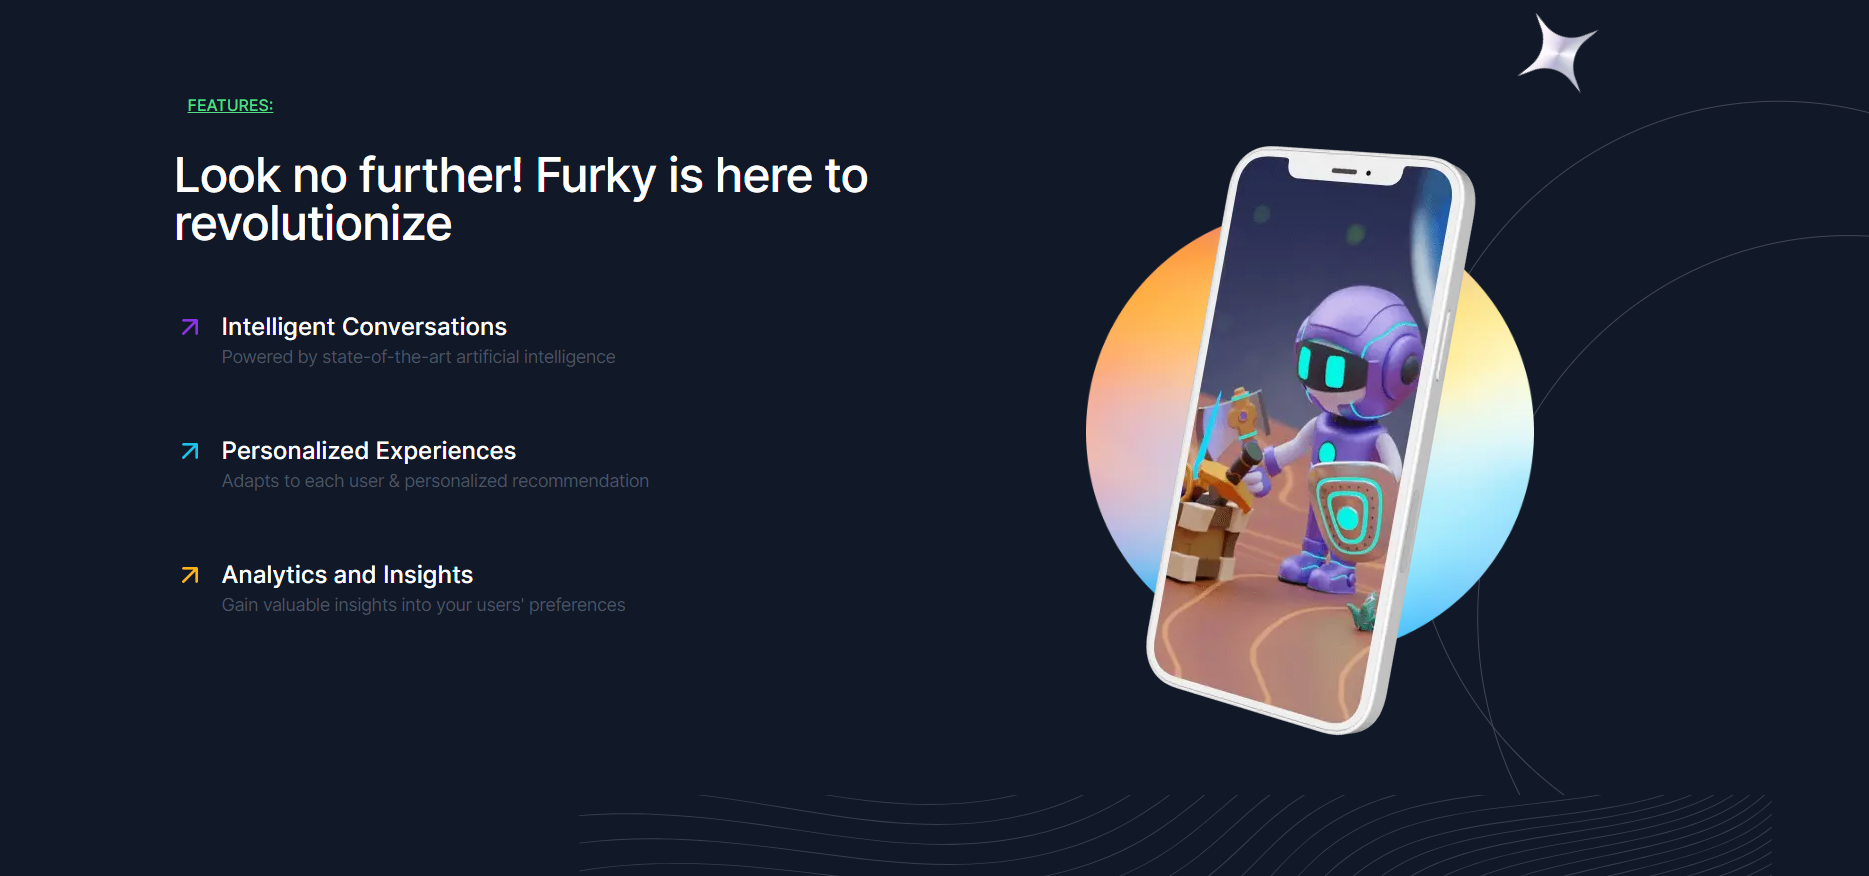 FEATURES:
Look no further! Furky is here to
revolutionize
Intelligent Conversations
Powered by state-of-the-art artificial intelligence
Personalized Experiences
Adapts to each user & personalized recommendation
Analytics and Insights
Gain valuable insights into your users' preferences